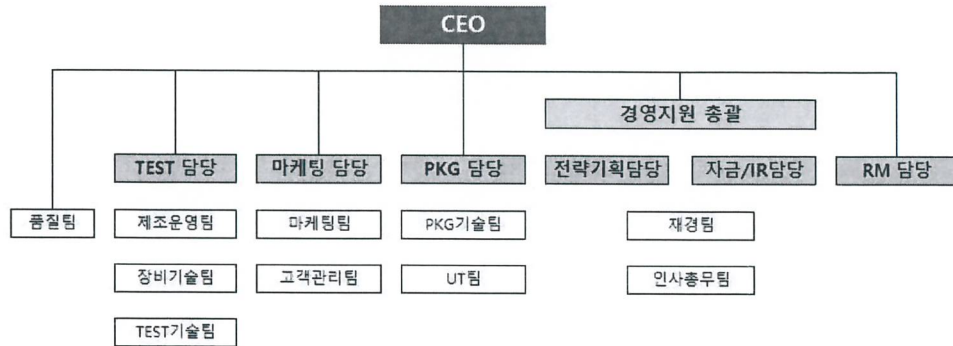 CEO
경영지원 총괄
TEST 담당 마케팅 담당 PKG 담당 전략기획담당 자금/IR담당 RM 담당
품질팀 제조운영팀 마케팅팀 PKG기술팀 재경팀
장비기술팀 고객관리팀 UT팀 인사총무팀
TEST기술팀